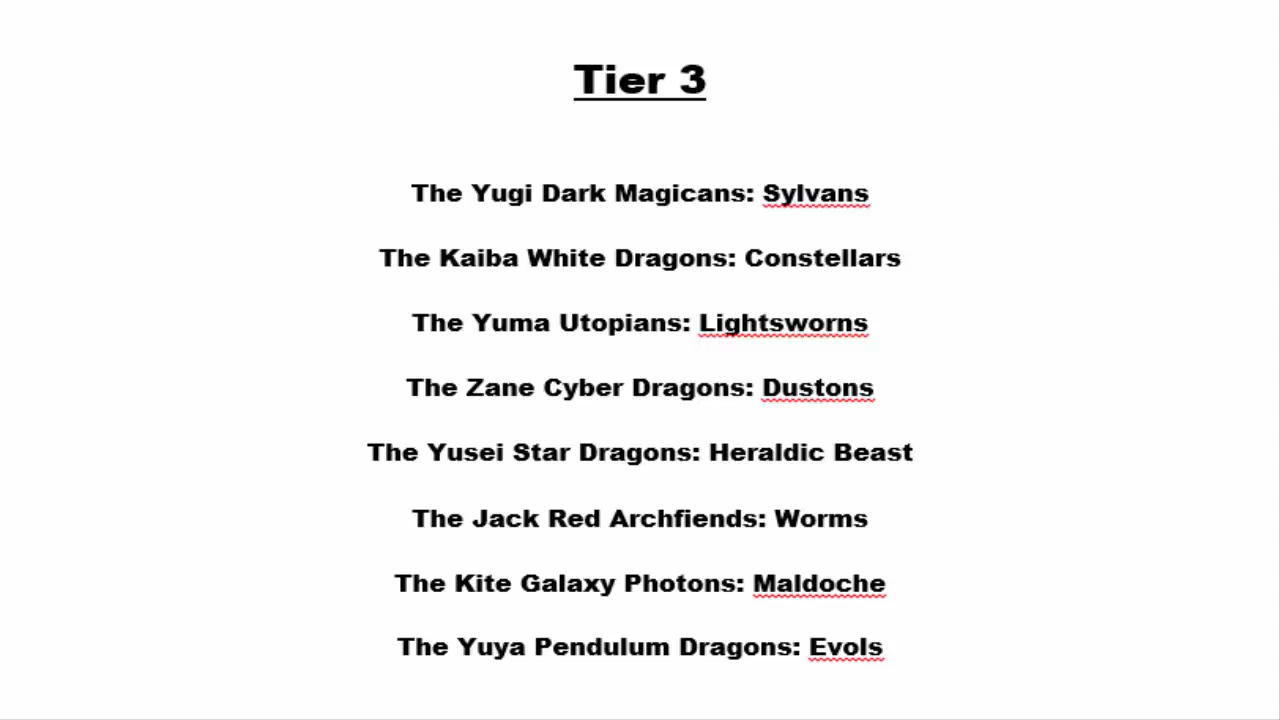 Tier 3
The Yugi Dark Magicans: Sylvans
The Kaiba White Dragons: Constellars
The Yuma Utopians: Lightsworns
The Zane Cyber Dragons: Dustons
The Yusei Star Dragons: Heraldic Beast
The Jack Red Archfiends: Worms
The Kite Galaxy Photons: Maldoche
The Yuya Pendulum Dragons: Evols